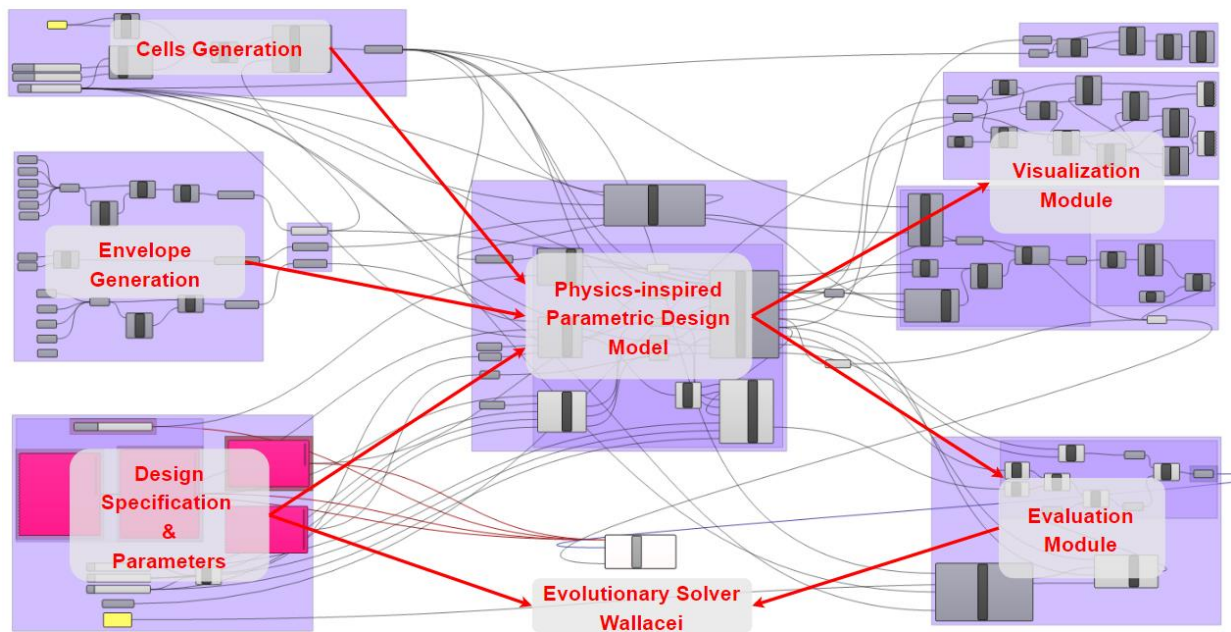 Cells Generation
Envelope
Generation
Design
Specification
&
Parameters
Physics-inspired
Parametric Design
Model
Visualization
Module
Evaluation
Module
Evolutionary Solver
Wallacei